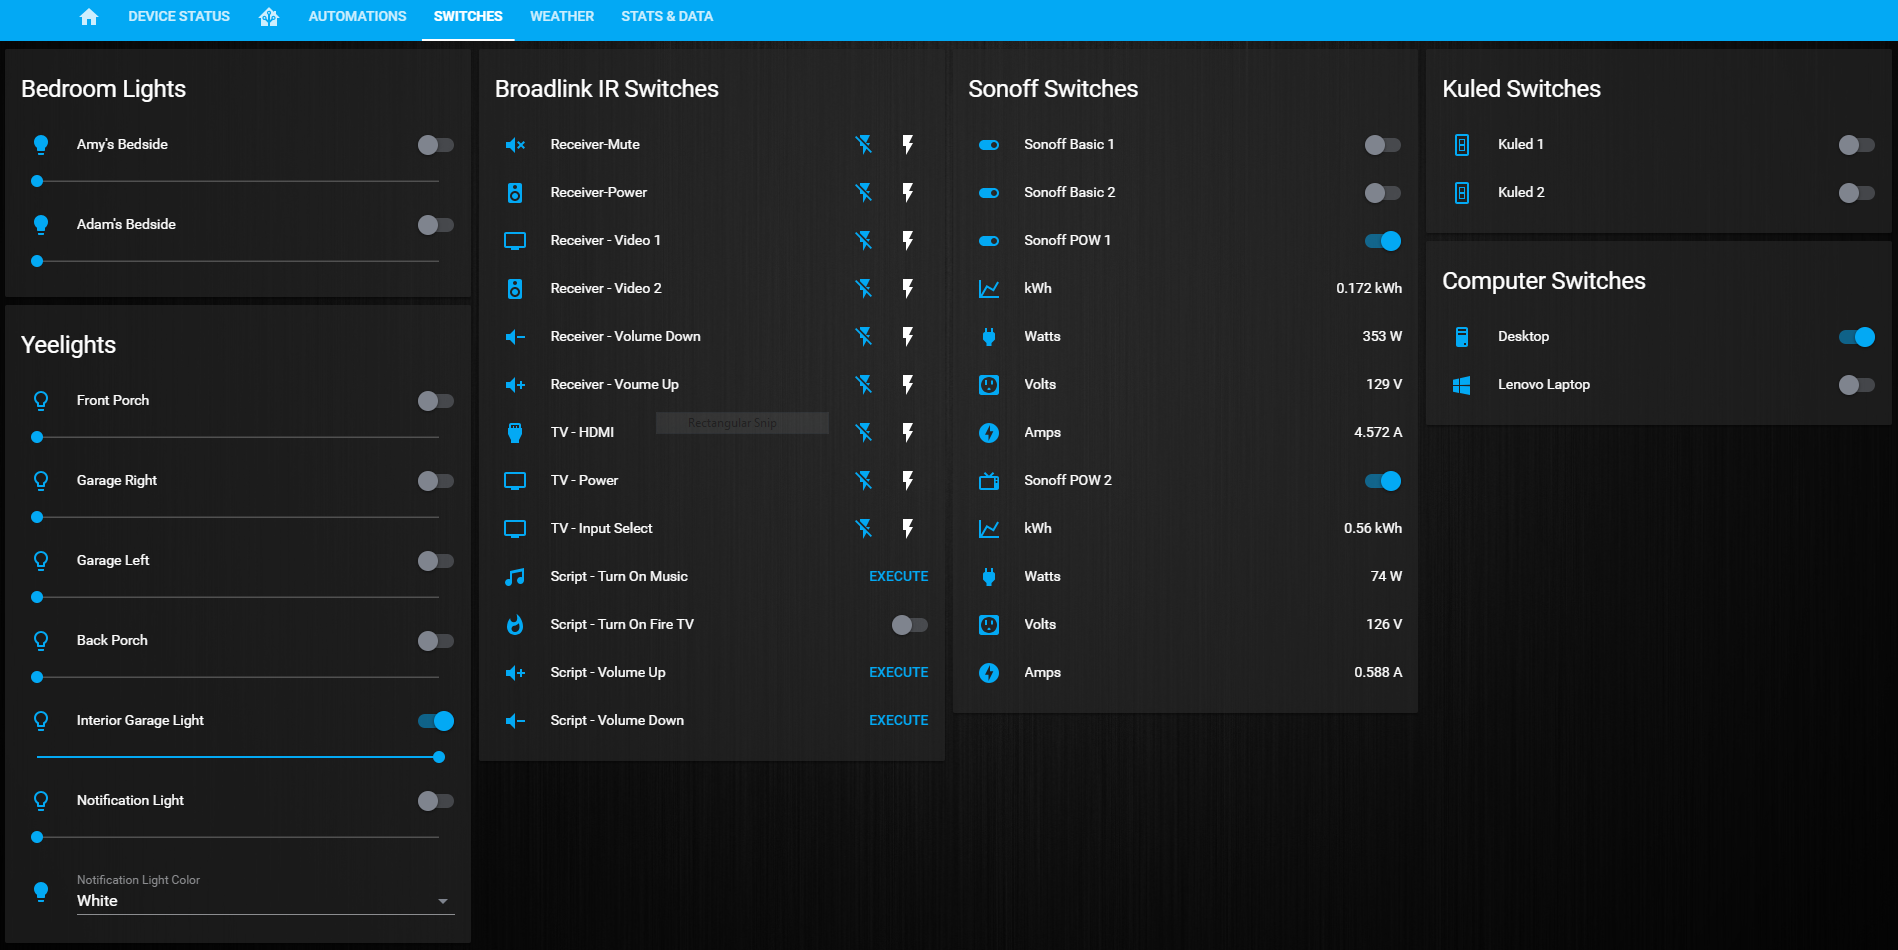 DEVICE STATUS
AUTOMATIONS
SWITCHES
WEATHER
STATS & DATA
Bedroom Lights
Amy's Bedside
Adam's Bedside
Yeelights
Front Porch
Garage Right
Garage Left
Back Porch
Interior Garage Light
Notification Light
Notification Light Color
White
Broadlink IR Switches
Receiver-Mute
Receiver-Power
Receiver - Video 1
Receiver - Video 2
Receiver - Volume Down
Receiver - Voume Up
Rectangular Snip
TV - HDMI
TV - Power
TV - Input Select
Script - Turn On Music EXECUTE
Script - Turn On Fire TV
Script - Volume Up EXECUTE
Script - Volume Down EXECUTE
Sonoff Switches
Sonoff Basic 1
Sonoff Basic 2
Sonoff POW 1
kWh 0.172 kWh
Watts 353 W
Volts 129 V
Amps 4.572 A
Sonoff POW 2
kWh 0.56 kWh
Watts 74 W
Volts 126 V
Amps 0.588 A
Kuled Switches
Kuled 1
Kuled 2
Computer Switches
Desktop
Lenovo Laptop